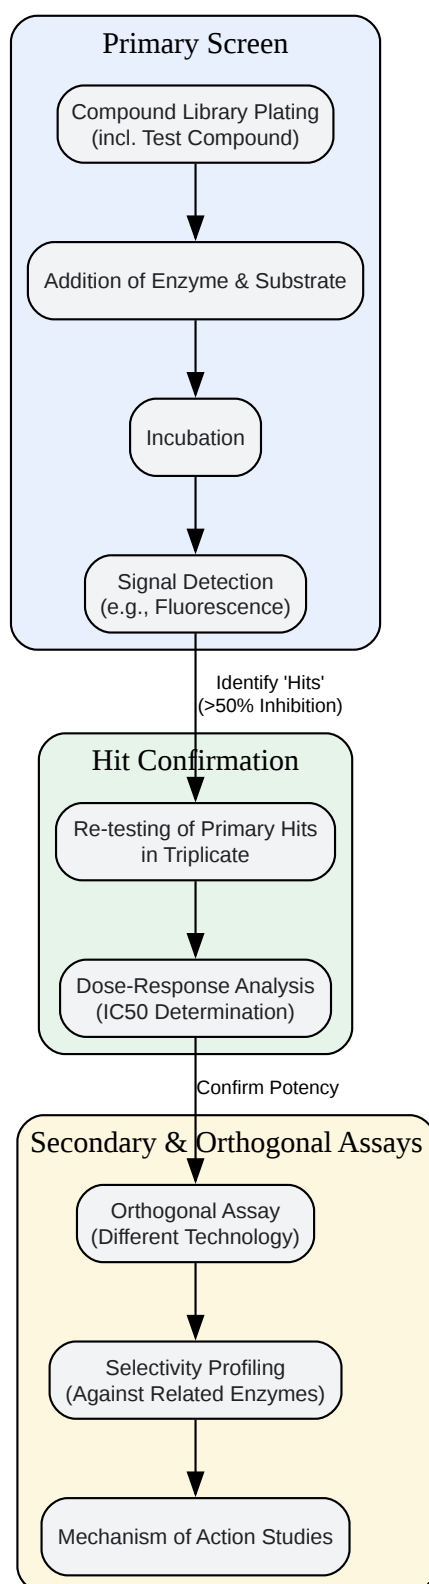 Primary Screen
Compound Library Plating
(incl. Test Compound)
Addition of Enzyme & Substrate
Incubation
Signal Detection
(e.g., Fluorescence)
Identify 'Hits'
(>50% Inhibition)
Hit Confirmation
Re-testing of Primary Hits
in Triplicate
Dose-Response Analysis
(IC50 Determination)
Confirm Potency
Secondary & Orthogonal Assays
Orthogonal Assay
(Different Technology)
Selectivity Profiling
(Against Related Enzymes)
Mechanism of Action Studies